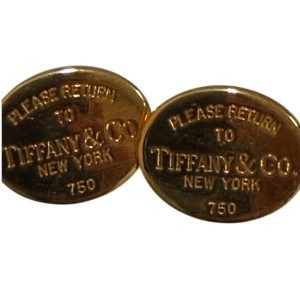 PLEASE RETURN
TO
TIFFANY & CO
NEW YORK
750
PLEASE RETURN
TO
TIFFANY & CO.
NEW YORK
750